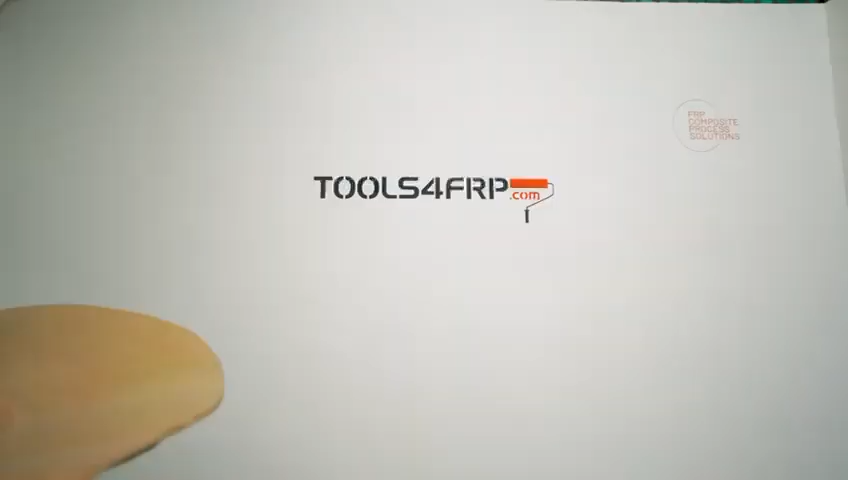 TOOLS4FRP
.com
FRP
COMPOSITE
PROCESS
SOLUTIONS